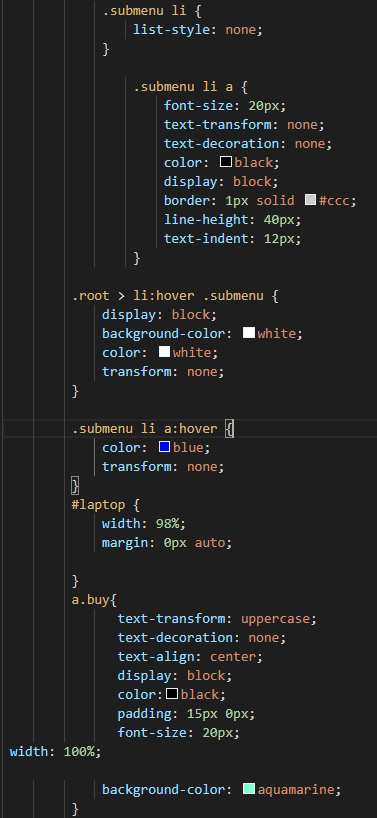 .submenu li {
list-style: none;
}
.submenu li a {
font-size: 20px;
text-transform: none;
text-decoration: none;
color: black;
display: block;
border: 1px solid #ccc;
line-height: 40px;
text-indent: 12px;
}
.root > li:hover .submenu {
display: block;
background-color: white;
color: white;
transform: none;
}
.submenu li a:hover {
color: blue;
transform: none;
}
#laptop {
width: 98%;
margin: 0px auto;
}
a.buy{
text-transform: uppercase;
text-decoration: none;
text-align: center;
display: block;
color:black;
padding: 15px 0px;
font-size: 20px;
width: 100%;
background-color: aquamarine;
}